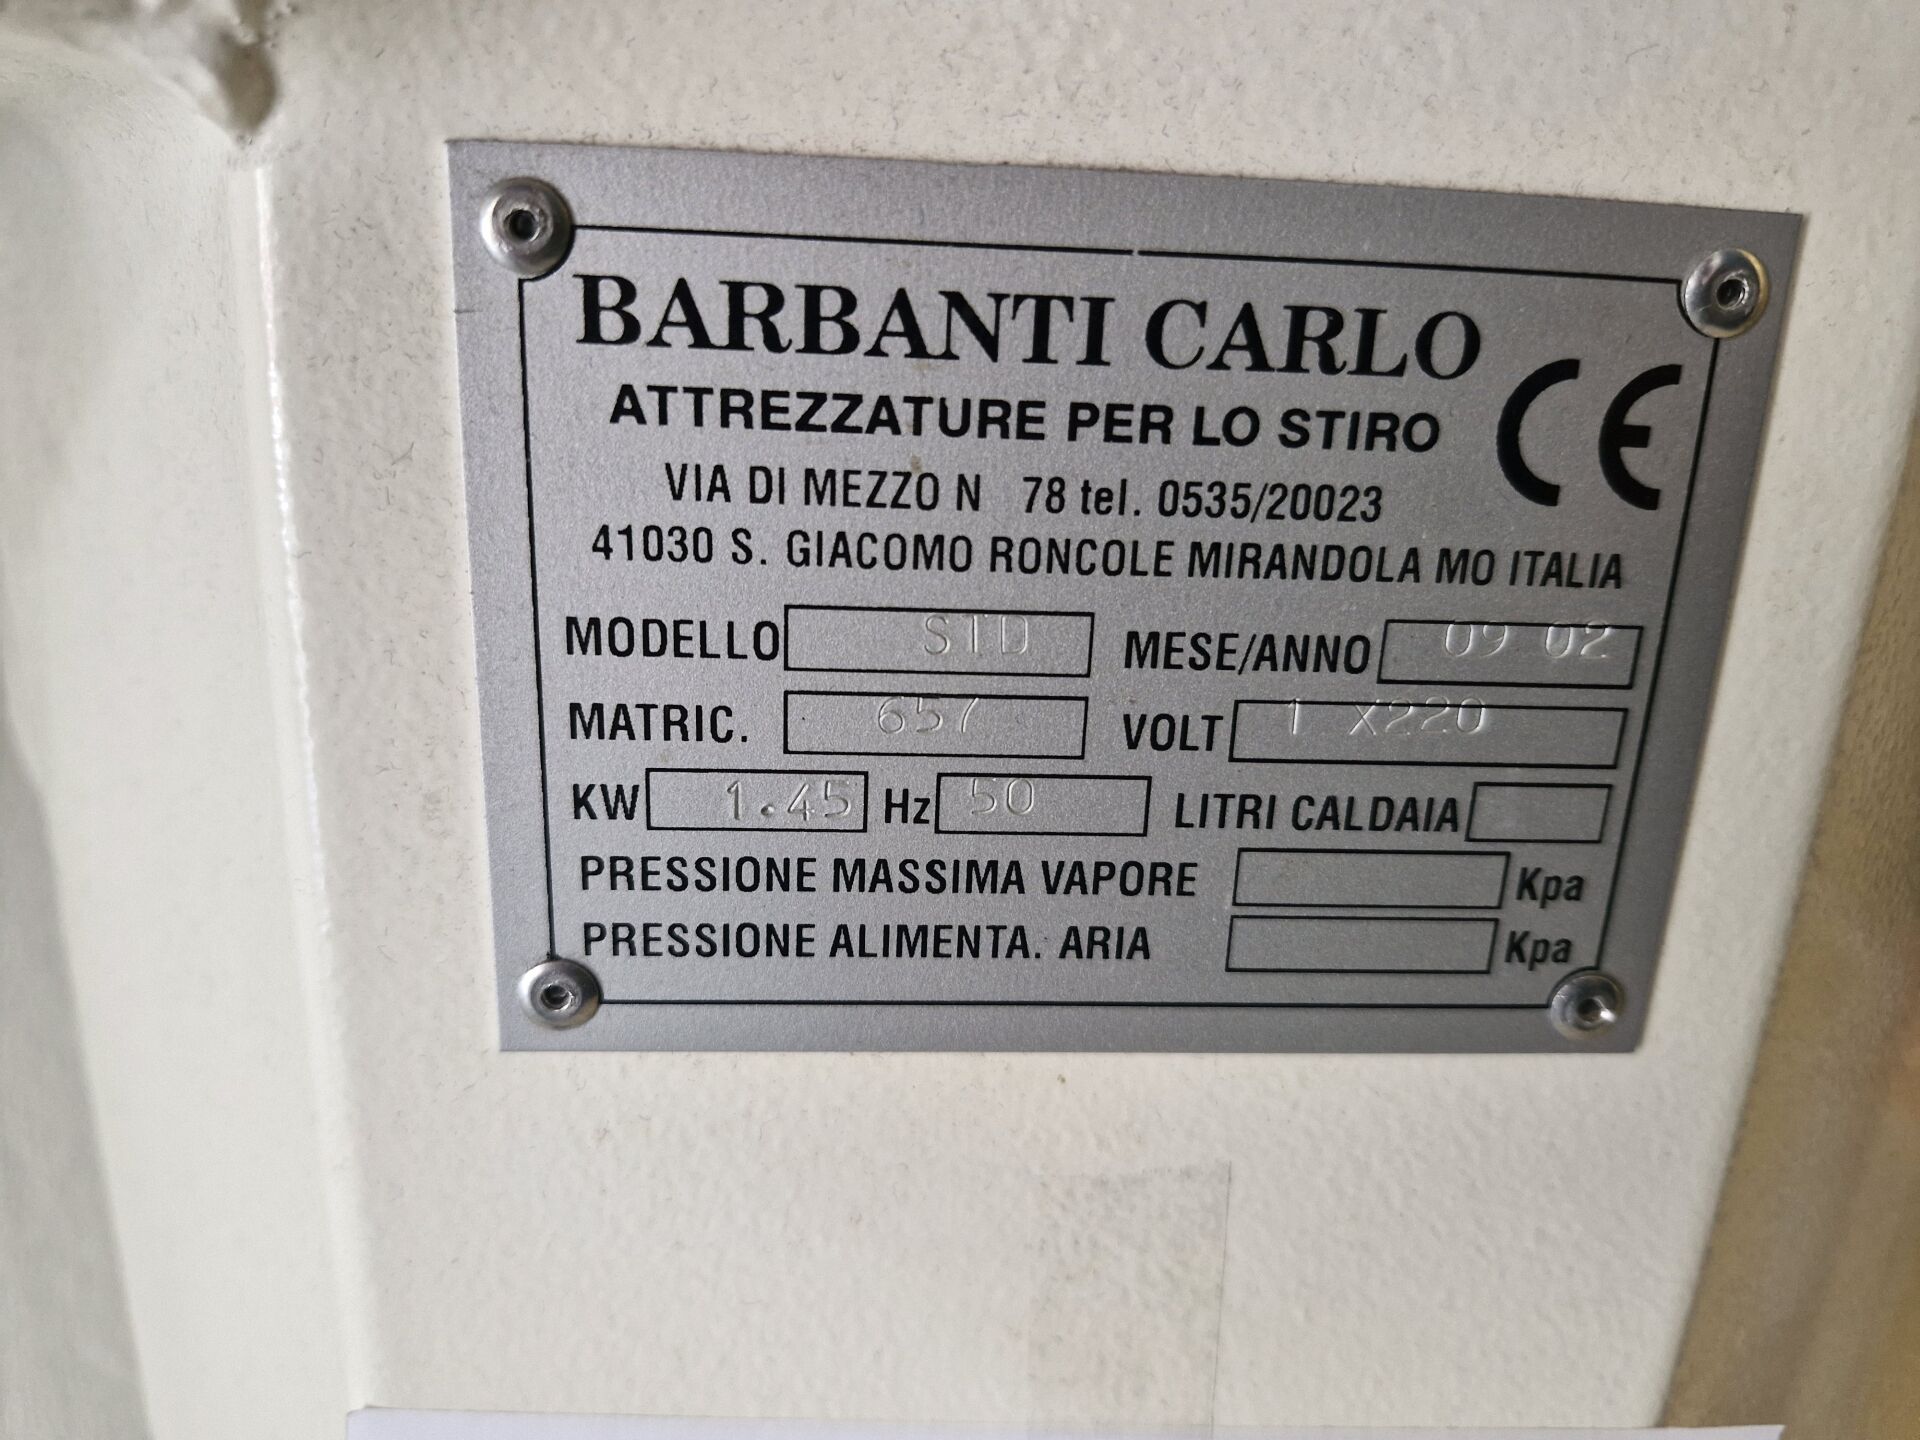 BARBANTI CARLO
ATTREZZATURE PER LO STIRO
CE
VIA DI MEZZO N 78 tel. 0535/20023
41030 S. GIACOMO RONCOLE MIRANDOLA MO ITALIA
MODELLO STD MESE/ANNO 09 02
MATRIC. 657 VOLT 1 X220
KW 1.45 Hz 50 LITRI CALDAIA
PRESSIONE MASSIMA VAPORE Kpa
PRESSIONE ALIMENTA. ARIA Kpa